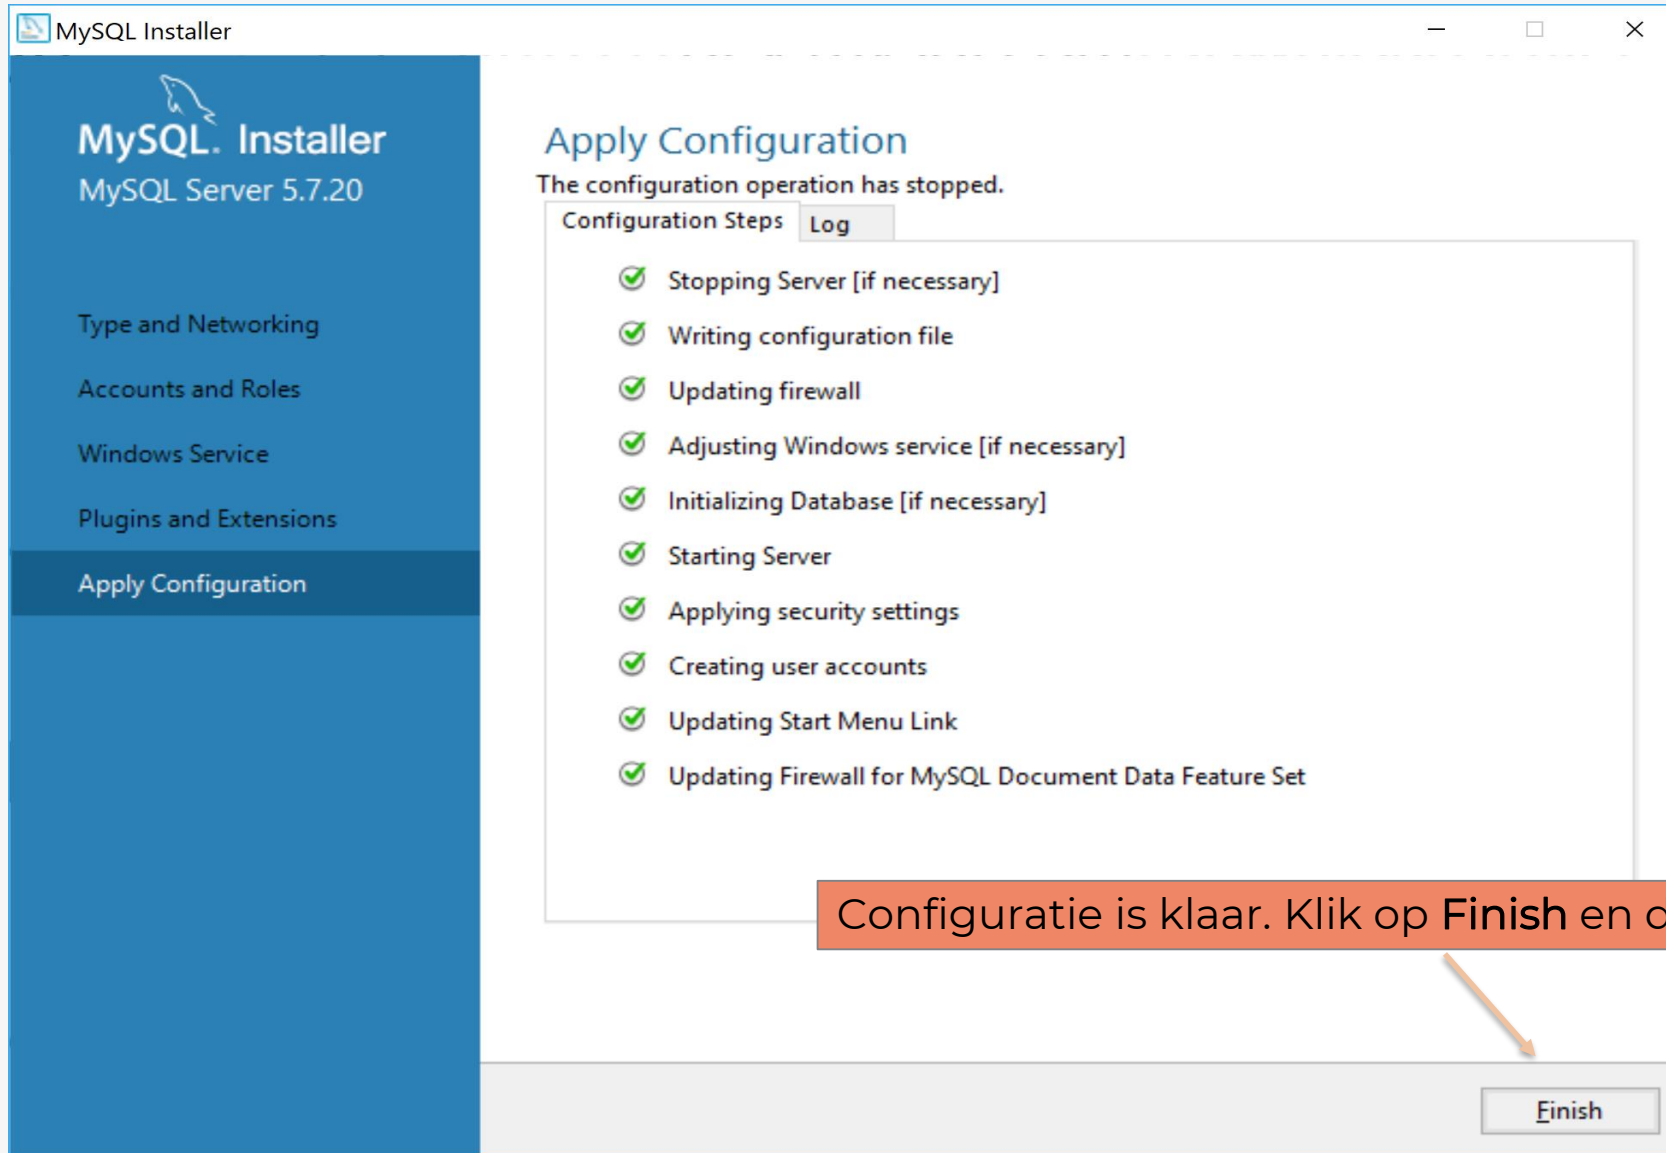 MySQL Installer
MySQL. Installer
MySQL Server 5.7.20
Type and Networking
Accounts and Roles
Windows Service
Plugins and Extensions
Apply Configuration
Apply Configuration
The configuration operation has stopped.
Configuration Steps
Log
Stopping Server [if necessary]
Writing configuration file
Updating firewall
Adjusting Windows service [if necessary]
Initializing Database [if necessary]
Starting Server
Applying security settings
Creating user accounts
Updating Start Menu Link
Updating Firewall for MySQL Document Data Feature Set
Configuratie is klaar. Klik op Finish en
Finish